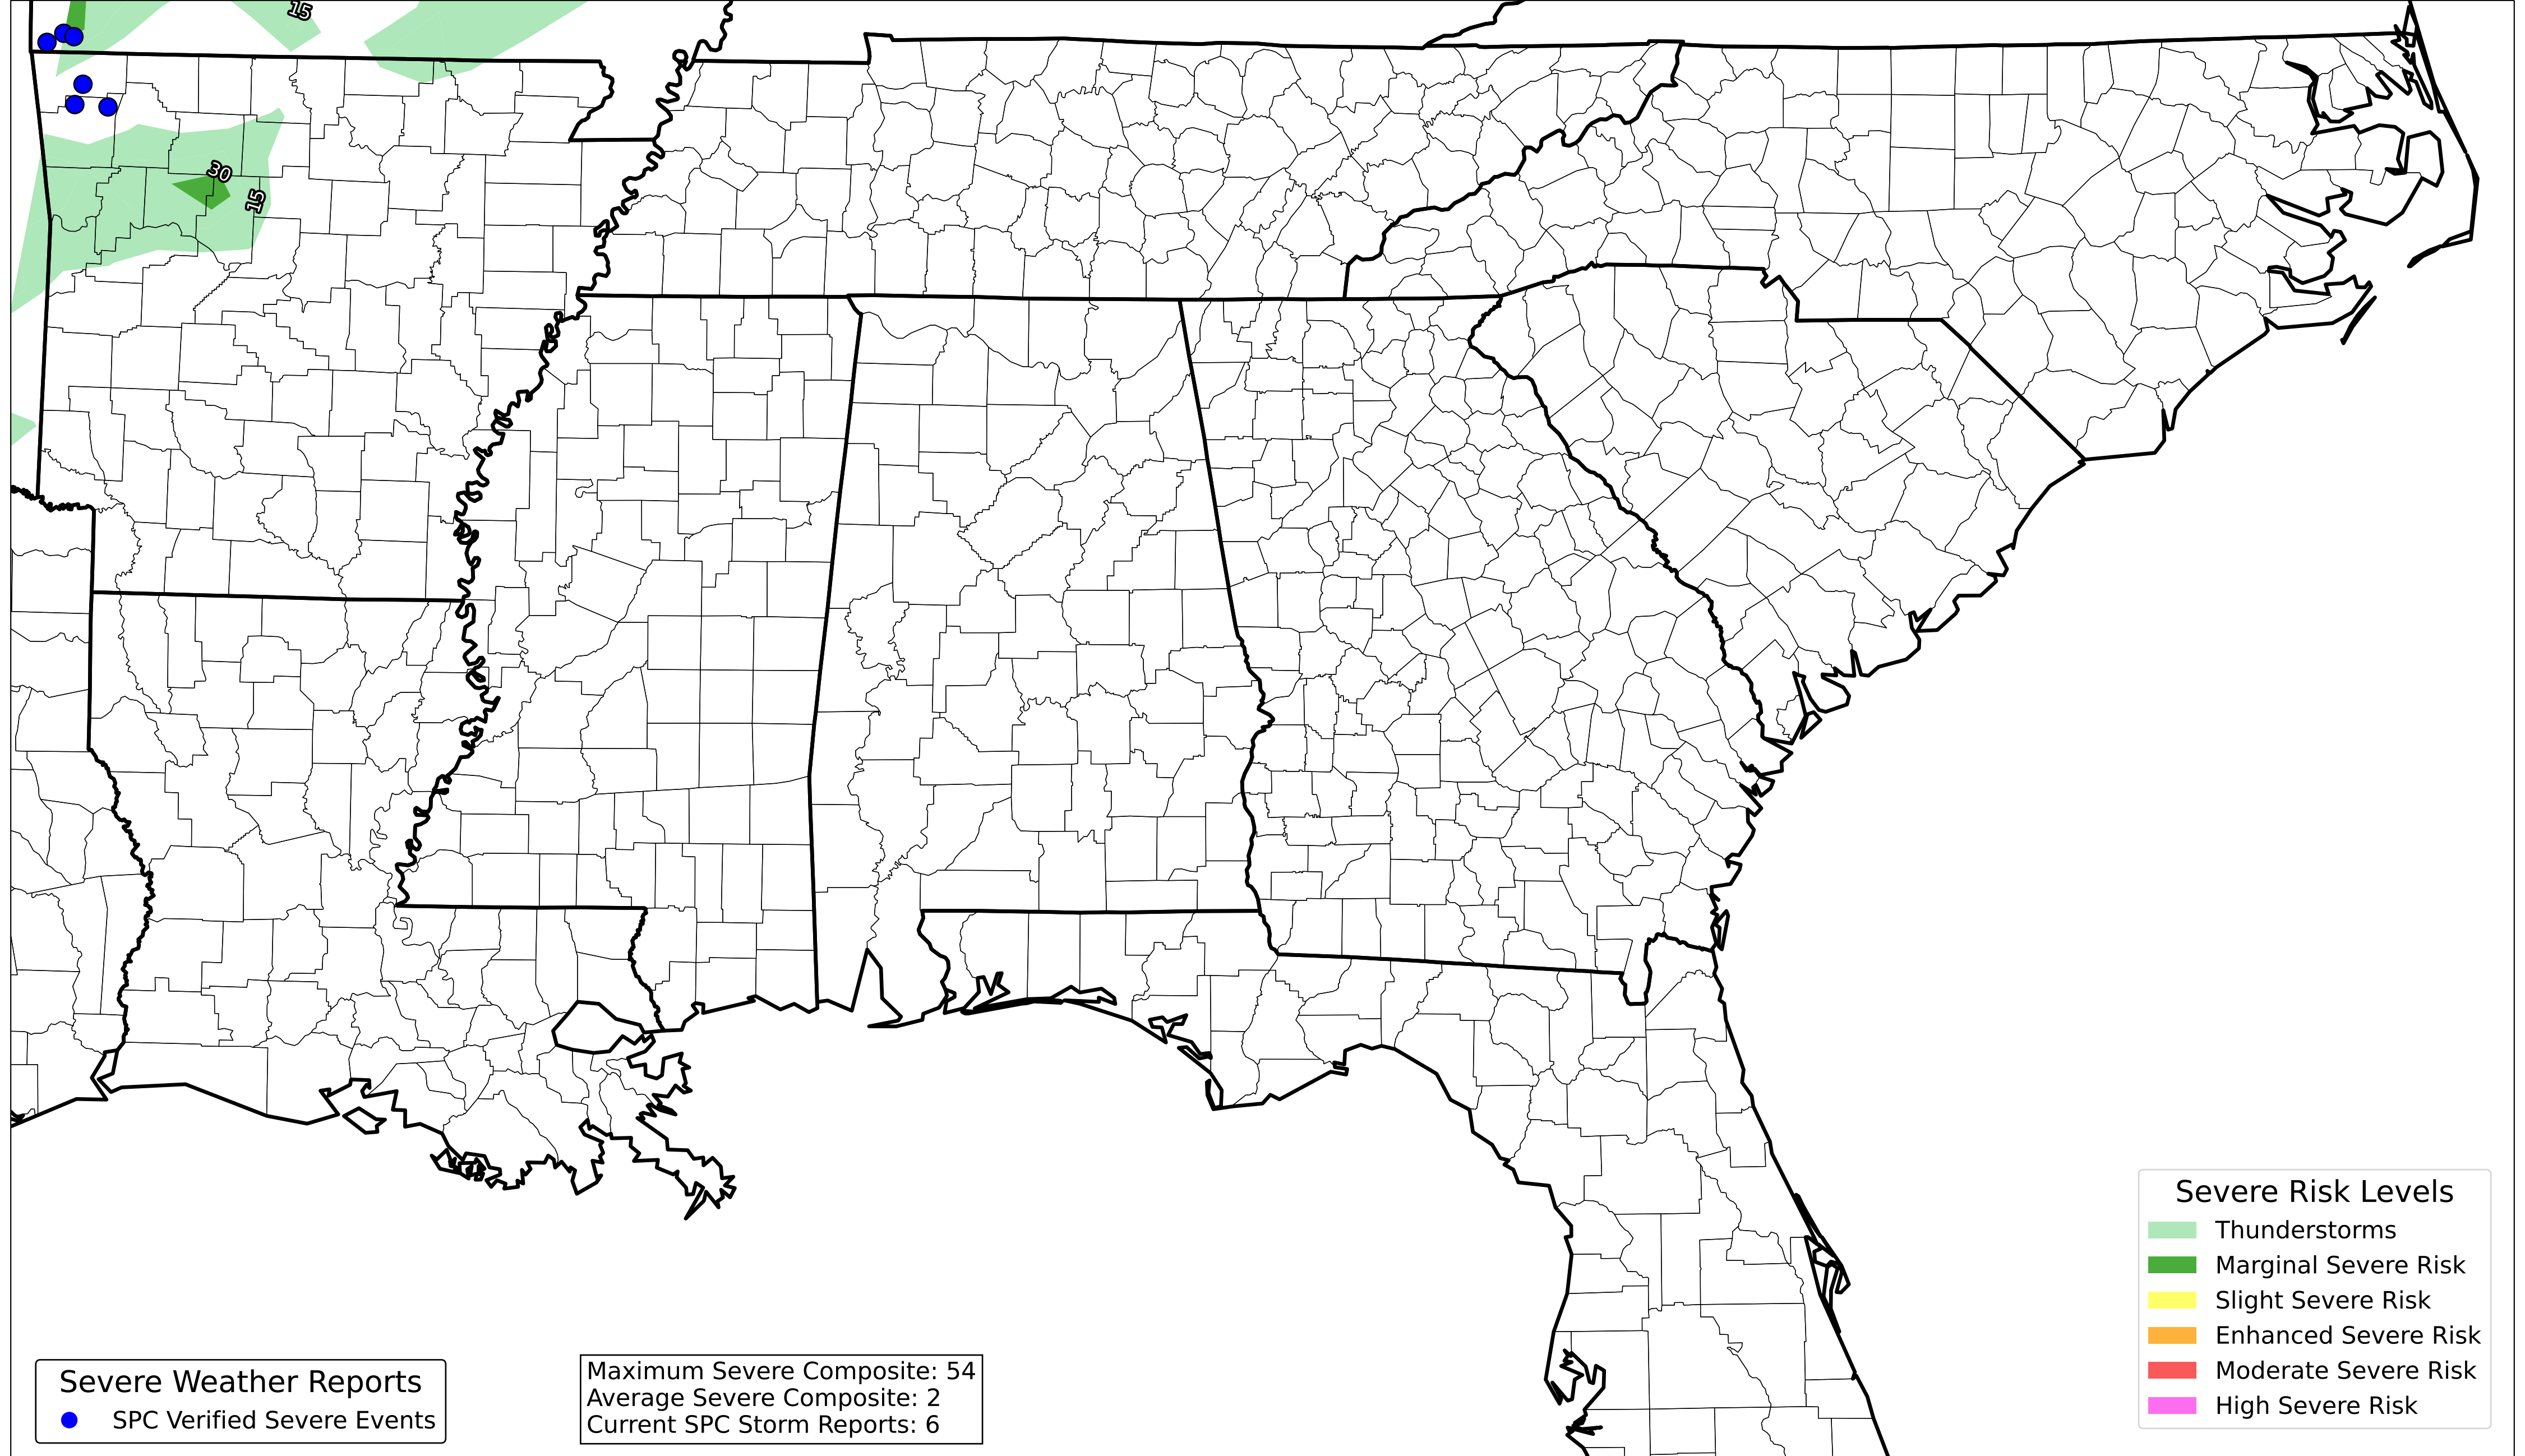 15
30
15
Severe Risk Levels
Thunderstorms
Marginal Severe Risk
Slight Severe Risk
Enhanced Severe Risk
Moderate Severe Risk
High Severe Risk
Severe Weather Reports
SPC Verified Severe Events
Maximum Severe Composite: 54
Average Severe Composite: 2
Current SPC Storm Reports: 6